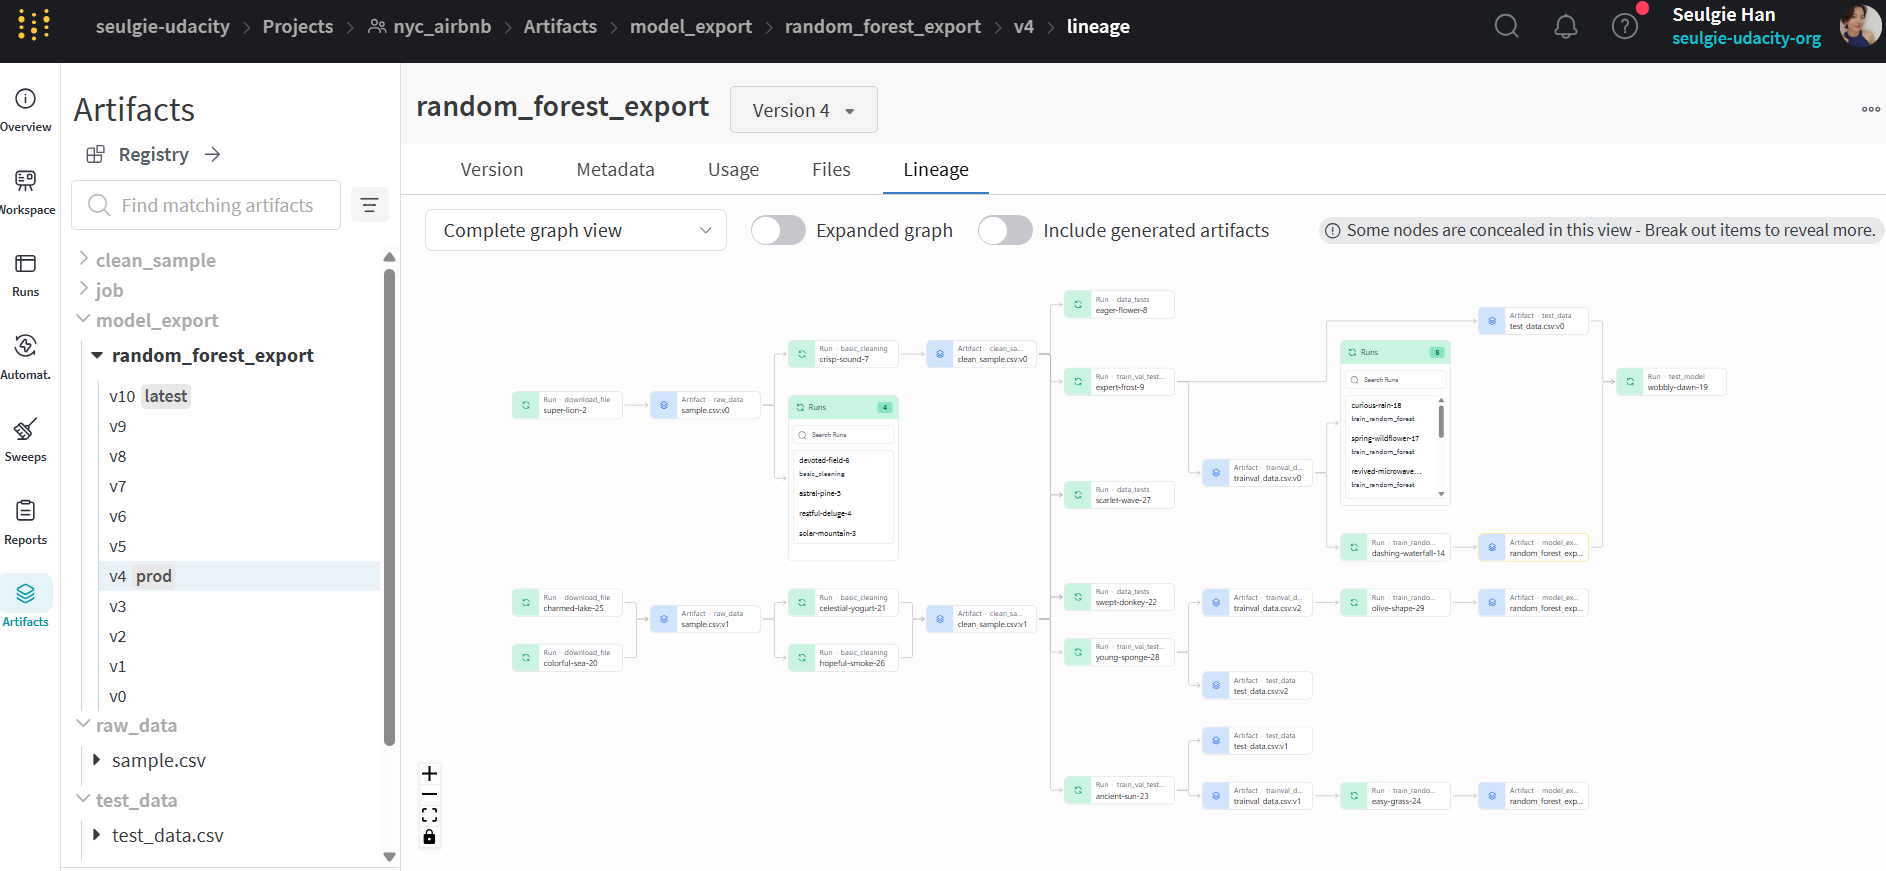 seulgie-udacity > Projects > nyc_airbnb > Artifacts > model_export > random_forest_export > v4 > lineage
Seulgie Han
seulgie-udacity-org
Overview
Workspace
Runs
Automat.
Sweeps
Reports
Artifacts
Artifacts
Registry
Find matching artifacts
clean_sample
job
model_export
random_forest_export
v10 latest
v9
v8
v7
v6
v5
v4 prod
v3
v2
v1
v0
raw_data
sample.csv
test_data
test_data.csv
random_forest_export
Version 4
Version Metadata Usage Files Lineage
Complete graph view
Expanded graph
Include generated artifacts
Some nodes are concealed in this view - Break out items to reveal more.
Run · download_file
super-lion-2
Artifact · raw_data
sample.csv:v0
Run · basic_cleaning
crisp-sound-7
Runs 4
Search Runs
devoted-field-6
basic_cleaning
astral-pine-5
restful-deluge-4
solar-mountain-3
Artifact · clean_sa...
clean_sample.csv:v0
Run · download_file
charmed-lake-25
Run · download_file
colorful-sea-20
Artifact · raw_data
sample.csv:v1
Run · basic_cleaning
celestial-yogurt-21
Run · basic_cleaning
hopeful-smoke-26
Artifact · clean_sa...
clean_sample.csv:v1
Run · data_tests
eager-flower-8
Run · train_val_test...
expert-frost-9
Run · data_tests
scarlet-wave-27
Run · data_tests
swept-donkey-22
Run · train_val_test...
young-sponge-28
Run · train_val_test...
ancient-sun-23
Artifact · trainval_d...
trainval_data.csv:v0
Artifact · trainval_d...
trainval_data.csv:v2
Artifact · test_data
test_data.csv:v2
Artifact · test_data
test_data.csv:v1
Artifact · trainval_d...
trainval_data.csv:v1
Runs 8
Search Runs
curious-rain-18
train_random_forest
spring-wildflower-17
train_random_forest
revived-microwave...
train_random_forest
Run · train_rando...
dashing-waterfall-14
Run · train_rando...
olive-shape-29
Run · train_rando...
easy-grass-24
Artifact · test_data
test_data.csv:v0
Artifact · model_ex...
random_forest_exp...
Artifact · model_ex...
random_forest_exp...
Artifact · model_ex...
random_forest_exp...
Run · test_model
wobbly-dawn-19